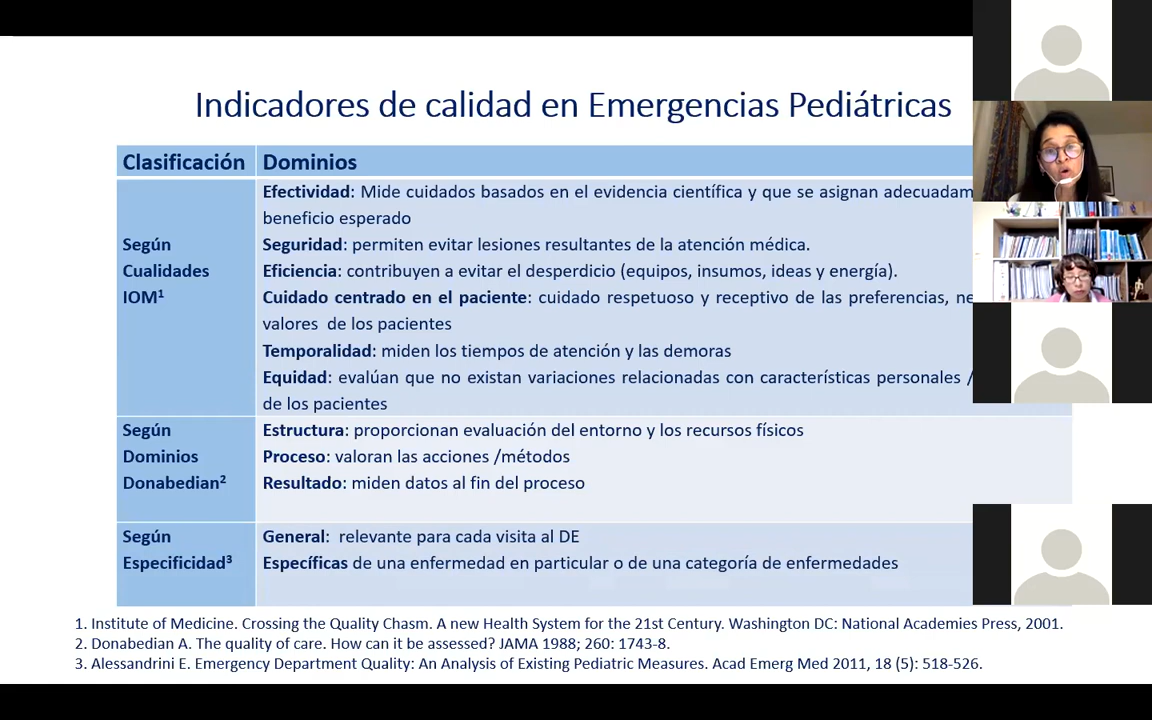 Indicadores de calidad en Emergencias Pediátricas
Clasificación Dominios
Según
Cualidades
IOM¹
Efectividad: Mide cuidados basados en el evidencia científica y que se asignan
beneficio esperado
Seguridad: permiten evitar lesiones resultantes de la atención médica.
Eficiencia: contribuyen a evitar el desperdicio (equipos, insumos, ideas y energía).
Cuidado centrado en el paciente: cuidado respetuoso y receptivo de las preferencias,
valores de los pacientes
Temporalidad: miden los tiempos de atención y las demoras
Equidad: evalúan que no existan variaciones relacionadas con características personales /
de los pacientes
Según
Dominios
Donabedian²
Estructura: proporcionan evaluación del entorno y los recursos físicos
Proceso: valoran las acciones /métodos
Resultado: miden datos al fin del proceso
Según
Especificidad³
General: relevante para cada visita al DE
Específicas de una enfermedad en particular o de una categoría de enfermedades
1. Institute of Medicine. Crossing the Quality Chasm. A new Health System for the 21st Century. Washington DC: National Academies Press, 2001.
2. Donabedian A. The quality of care. How can it be assessed? JAMA 1988; 260: 1743-8.
3. Alessandrini E. Emergency Department Quality: An Analysis of Existing Pediatric Measures. Acad Emerg Med 2011, 18 (5): 518-526.